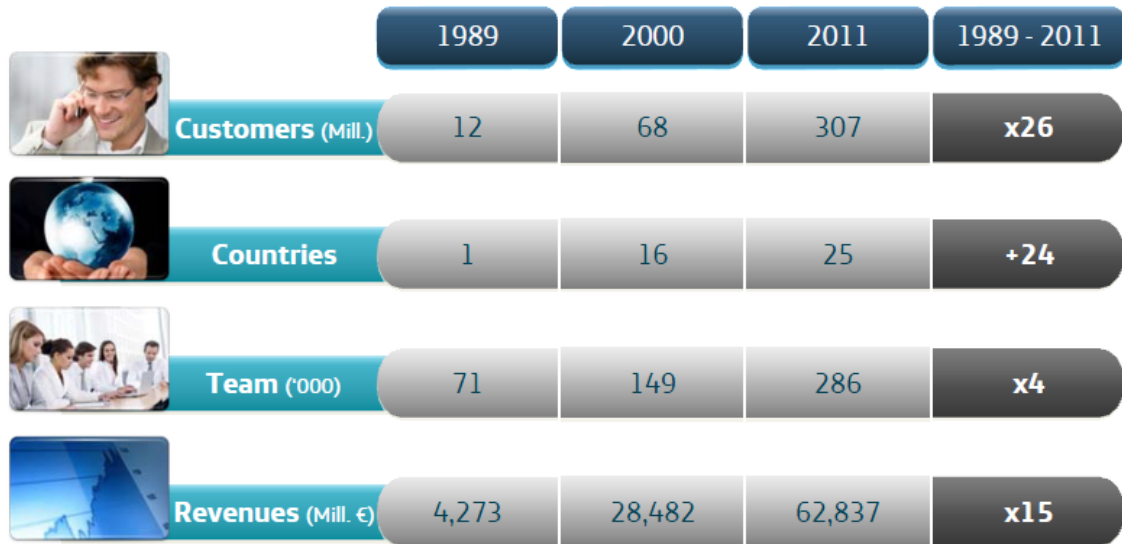 1989 2000 2011 1989 - 2011
Customers (Mill.) 12 68 307 x26
Countries 1 16 25 +24
Team ('000) 71 149 286 x4
Revenues (Mill. €) 4,273 28,482 62,837 x15